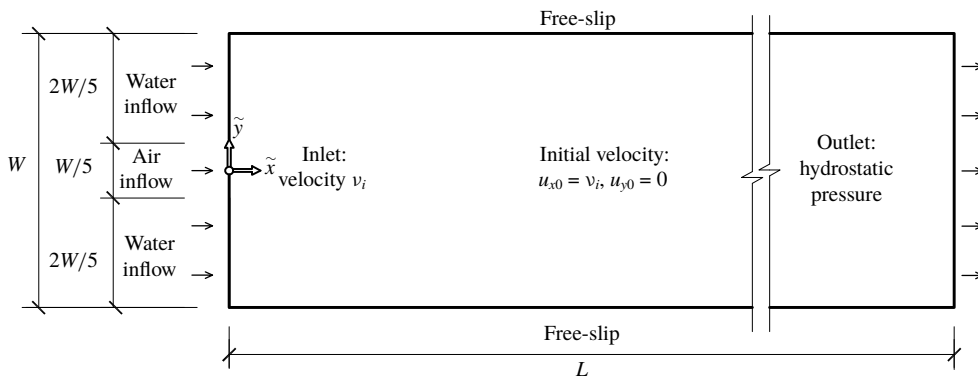 Free-slip
W
2W/5
W/5
2W/5
Water
inflow
Air
inflow
Water
inflow
ỹ
x̃
Inlet:
velocity vᵢ
Initial velocity:
uₓ₀ = vᵢ, u_y0 = 0
Outlet:
hydrostatic
pressure
Free-slip
L